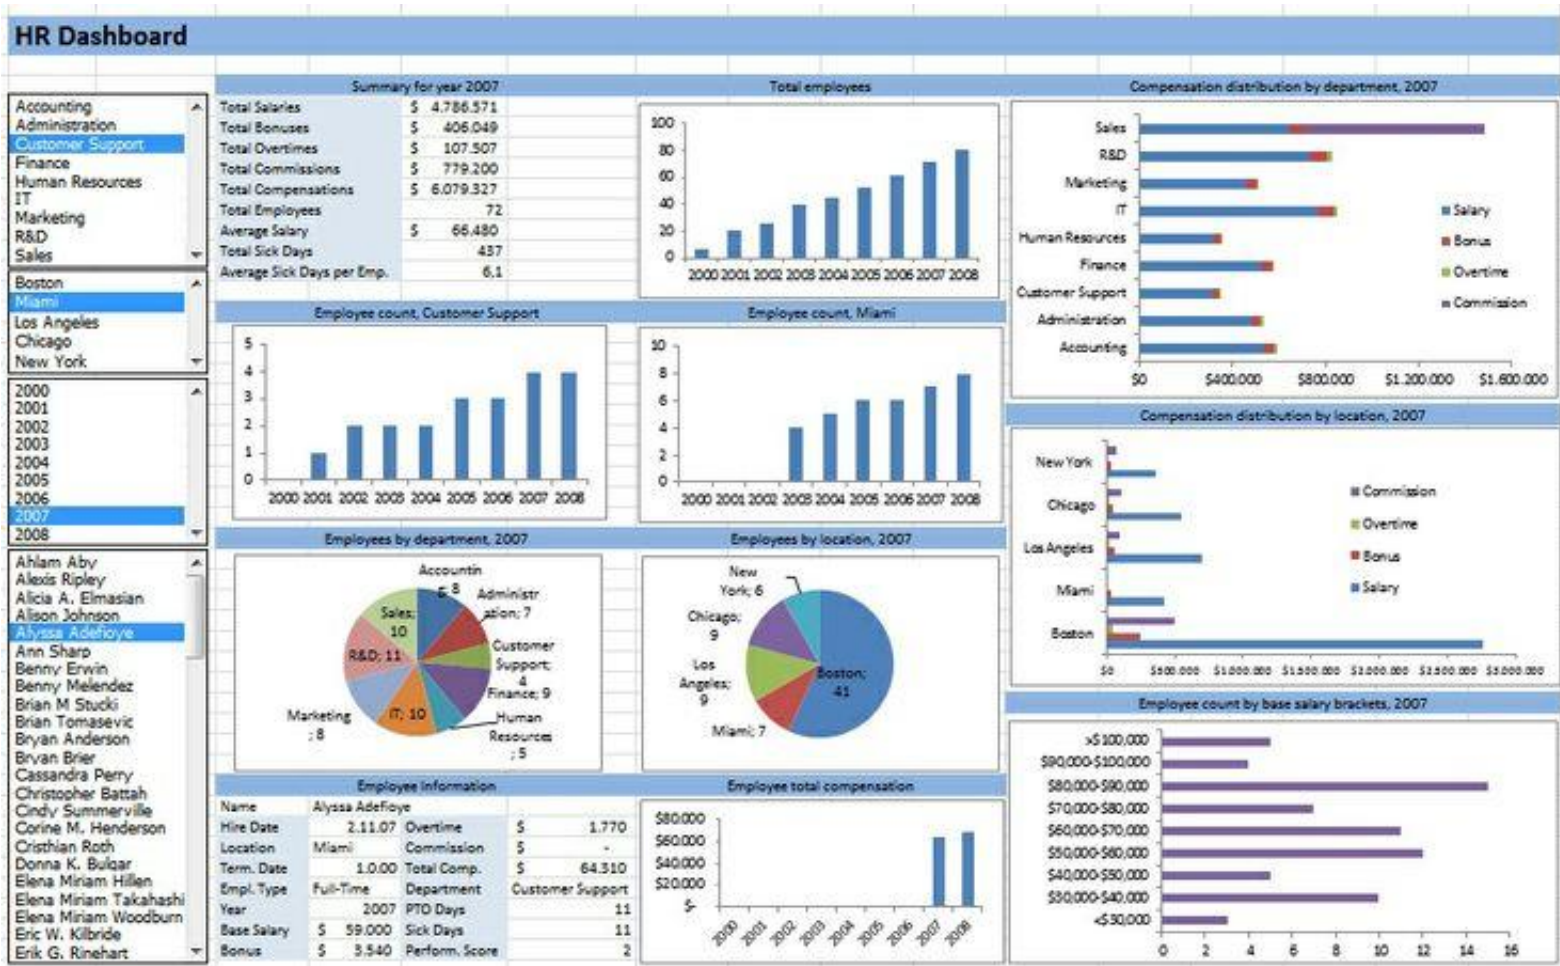 HR Dashboard
Accounting
Administration
Customer Support
Finance
Human Resources
IT
Marketing
R&D
Sales
Boston
Miami
Los Angeles
Chicago
New York
2000
2001
2002
2003
2004
2005
2006
2007
2008
Ahlam Aby
Alexis Ripley
Alicia A. Elmasian
Alison Johnson
Alyssa Adefioye
Ann Sharp
Benny Erwin
Benny Melendez
Brian M Stucki
Brian Tomasevic
Bryan Anderson
Bryan Brier
Cassandra Perry
Christopher Battah
Cindy Summerville
Corine M. Henderson
Cristhian Roth
Donna K. Bulgar
Elena Miriam Hillen
Elena Miriam Takahashi
Elena Miriam Woodburn
Eric W. Kilbride
Erik G. Rinehart
Summary for year 2007
Total Salaries $ 4.786.571
Total Bonuses $ 406.049
Total Overtimes $ 107.507
Total Commissions $ 779.200
Total Compensations $ 6.079.327
Total Employees 72
Average Salary $ 66.480
Total Sick Days 437
Average Sick Days per Emp. 6,1
Total employees
100
80
60
40
20
0
2000 2001 2002 2003 2004 2005 2006 2007 2008
Compensation distribution by department, 2007
Sales
R&D
Marketing
IT
Human Resources
Finance
Customer Support
Administration
Accounting
$0 $400.000 $800.000 $1.200.000 $1.600.000
Salary
Bonus
Overtime
Commission
Employee count, Customer Support
5
4
3
2
1
0
2000 2001 2002 2003 2004 2005 2006 2007 2008
Employee count, Miami
10
8
6
4
2
0
2000 2001 2002 2003 2004 2005 2006 2007 2008
Compensation distribution by location, 2007
New York
Chicago
Los Angeles
Miami
Boston
$0 $500.000 $1.000.000 $1.500.000 $2.000.000 $2.500.000 $3.000.000
Commission
Overtime
Bonus
Salary
Employees by department, 2007
Accountin
g; 8
Administr
ation; 7
Customer
Support;
4
Finance; 9
Human
Resources
; 5
IT; 10
Marketing
; 8
R&D; 11
Sales;
10
Employees by location, 2007
New
York; 6
Chicago;
9
Los
Angeles;
9
Miami; 7
Boston;
41
Employee count by base salary brackets, 2007
>$100,000
$90,000-$100,000
$80,000-$90,000
$70,000-$80,000
$60,000-$70,000
$50,000-$60,000
$40,000-$50,000
$30,000-$40,000
<$30,000
0 2 4 6 8 10 12 14 16
Employee Information
Name Alyssa Adefioye
Hire Date 2.11.07 Overtime $ 1.770
Location Miami Commission $ -
Term. Date 1.0.00 Total Comp. $ 64.310
Empl. Type Full-Time Department Customer Support
Year 2007 PTO Days 11
Base Salary $ 59.000 Sick Days 11
Bonus $ 3.540 Perform. Score 2
Employee total compensation
$80.000
$60.000
$40.000
$20.000
$-
2000 2001 2002 2003 2004 2005 2006 2007 2008